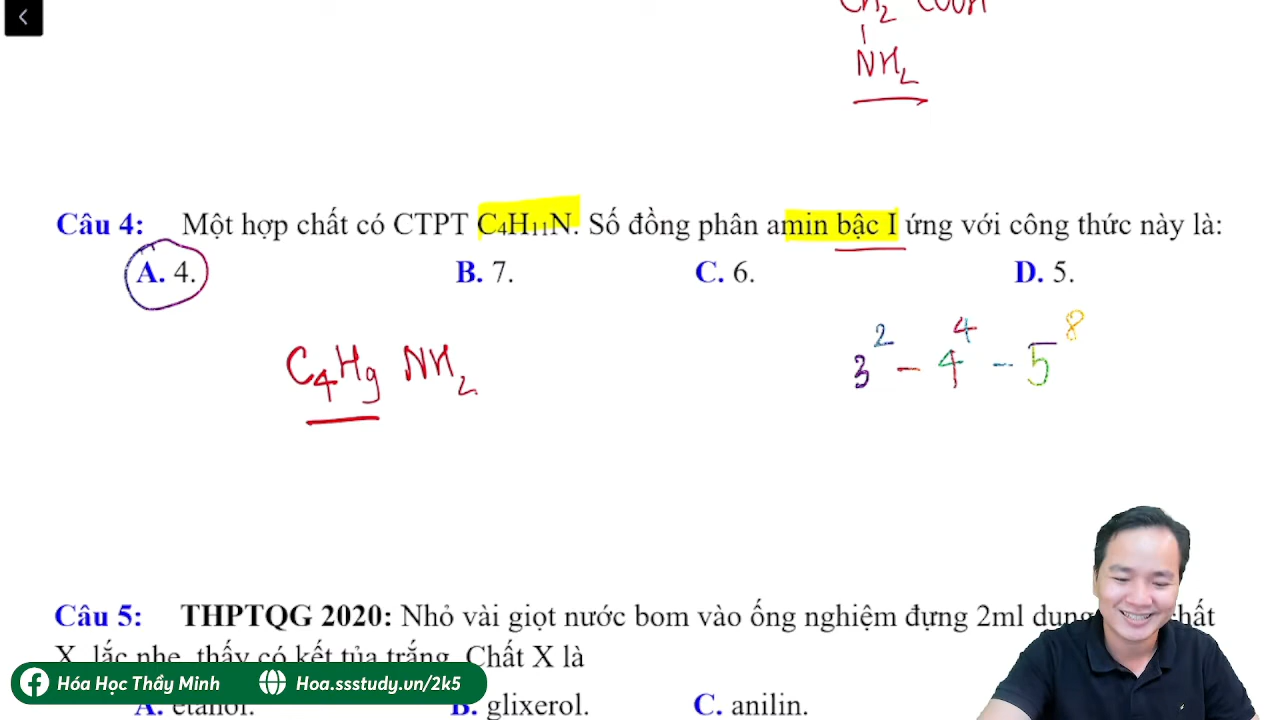 CH2 COOH
NH2
Câu 4: Một hợp chất có CTPT C4H11N. Số đồng phân amin bậc I ứng với công thức này là:
A. 4. B. 7. C. 6. D. 5.
C4H9 NH2 3^2 - 4^4 - 5^8
Câu 5: THPTQG 2020: Nhỏ vài giọt nước bom vào ống nghiệm đựng 2ml
X, lắc nhẹ, thấy có kết tủa trắng. Chất X là
Hóa Học Thầy Minh Hoa.ssstudy.vn/2k5
A. etanol. B. glixerol. C. anilin.